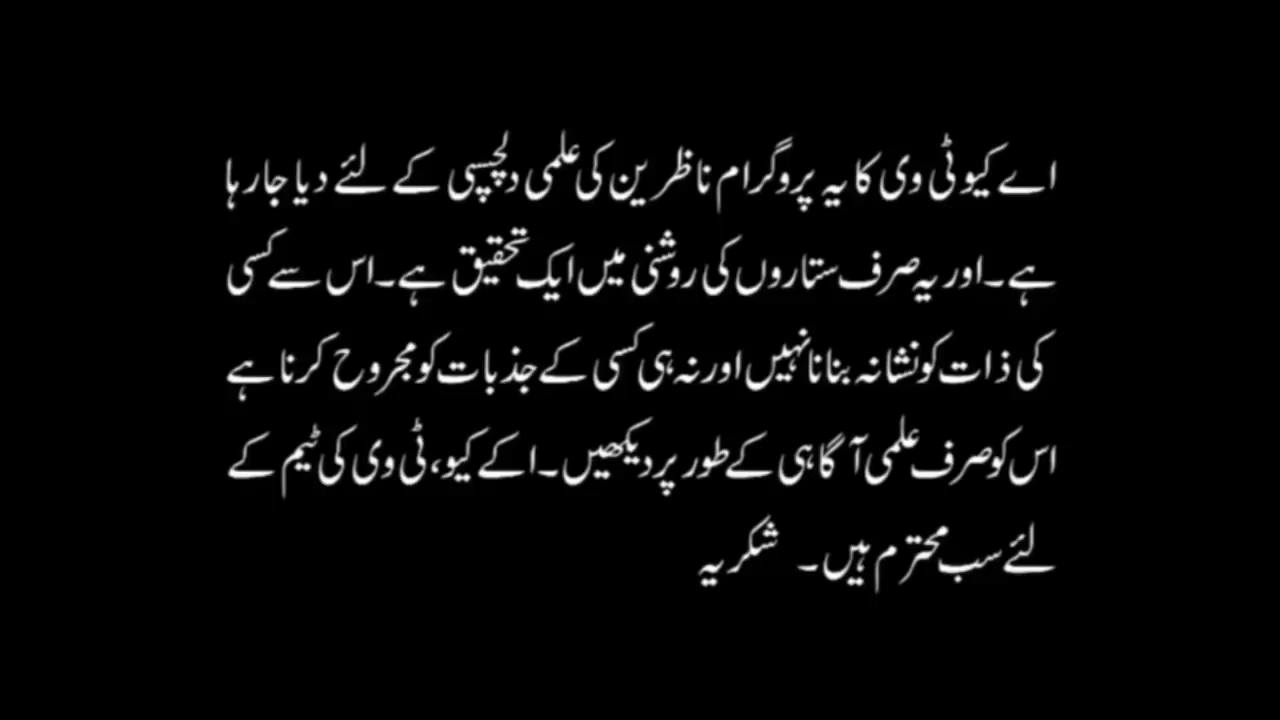 اے کیو ٹی وی کا یہ پروگرام ناظرین کی علمی دلچسپی کے لئے دیا جارہا
ہے۔ اور یہ صرف ستاروں کی روشنی میں ایک تحقیق ہے۔ اس سے کسی
کی ذات کو نشانہ بنانا نہیں اور نہ ہی کسی کے جذبات کو مجروح کرنا ہے
اس کو صرف علمی آگاہی کے طور پر دیکھیں۔ اکے کیو، ٹی وی کی ٹیم کے
لئے سب محترم ہیں۔ شکریہ